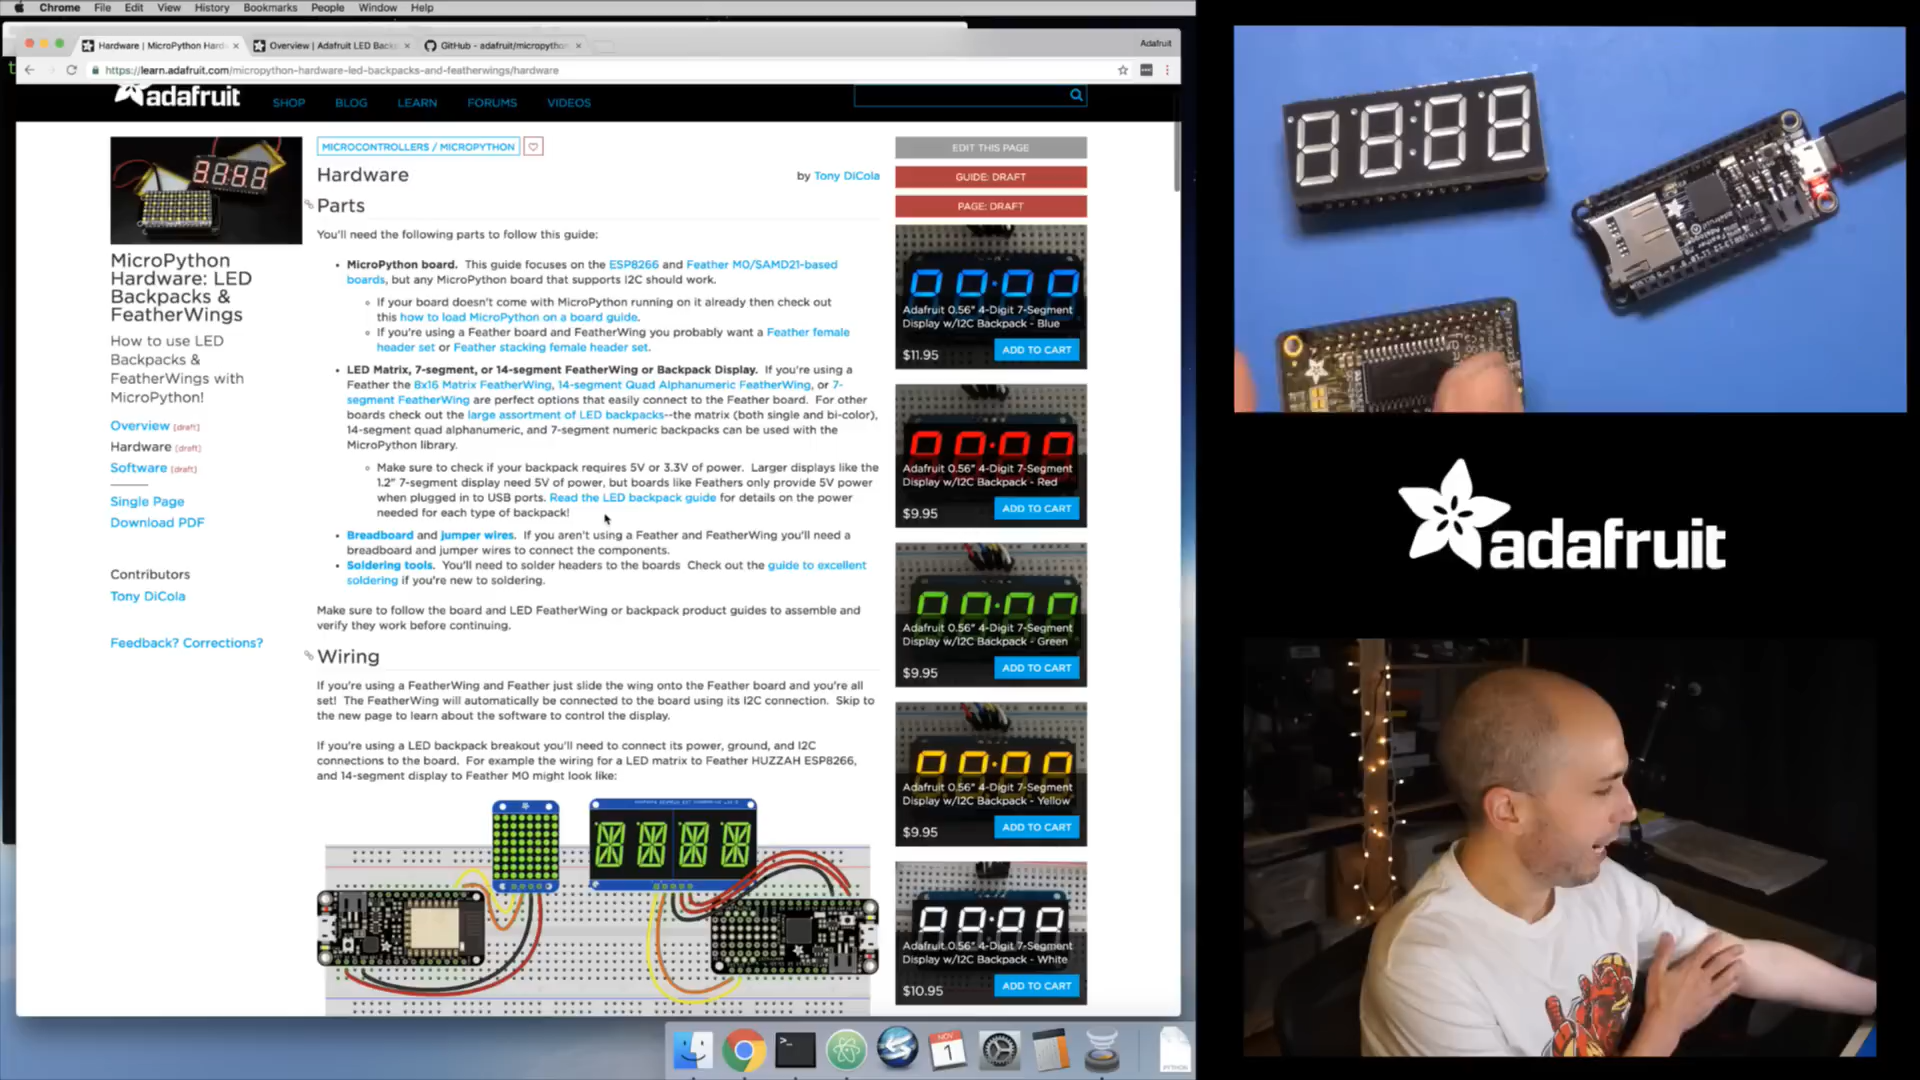 Chrome File Edit View History Bookmarks People Window Help
Hardware | MicroPython Hard
Overview | Adafruit LED Back
GitHub - adafruit/micropython
Adafruit
https://learn.adafruit.com/micropython-hardware-led-backpacks-and-featherwings/hardware
adafruit
SHOP BLOG LEARN FORUMS VIDEOS
MicroPython
Hardware: LED
Backpacks &
FeatherWings
How to use LED
Backpacks &
FeatherWings with
MicroPython!
Overview [draft]
Hardware [draft]
Software [draft]
Single Page
Download PDF
Contributors
Tony DiCola
Feedback? Corrections?
MICROCONTROLLERS / MICROPYTHON
Hardware
by Tony DiCola
Parts
You'll need the following parts to follow this guide:
MicroPython board. This guide focuses on the ESP8266 and Feather M0/SAMD21-based
boards, but any MicroPython board that supports I2C should work.
If your board doesn't come with MicroPython running on it already then check out
this how to load MicroPython on a board guide.
If you're using a Feather board and FeatherWing you probably want a Feather female
header set or Feather stacking female header set.
LED Matrix, 7-segment, or 14-segment FeatherWing or Backpack Display. If you're using a
Feather the 8x16 Matrix FeatherWing, 14-segment Quad Alphanumeric FeatherWing, or 7-
segment FeatherWing are perfect options that easily connect to the Feather board. For other
boards check out the large assortment of LED backpacks--the matrix (both single and bi-color),
14-segment quad alphanumeric, and 7-segment numeric backpacks can be used with the
MicroPython library.
Make sure to check if your backpack requires 5V or 3.3V of power. Larger displays like the
1.2" 7-segment display need 5V of power, but boards like Feathers only provide 5V power
when plugged in to USB ports. Read the LED backpack guide for details on the power
needed for each type of backpack!
Breadboard and jumper wires. If you aren't using a Feather and FeatherWing you'll need a
breadboard and jumper wires to connect the components.
Soldering tools. You'll need to solder headers to the boards Check out the guide to excellent
soldering if you're new to soldering.
Make sure to follow the board and LED FeatherWing or backpack product guides to assemble and
verify they work before continuing.
Wiring
If you're using a FeatherWing and Feather just slide the wing onto the Feather board and you're all
set! The FeatherWing will automatically be connected to the board using its I2C connection. Skip to
the new page to learn about the software to control the display.
If you're using a LED backpack breakout you'll need to connect its power, ground, and I2C
connections to the board. For example the wiring for a LED matrix to Feather HUZZAH ESP8266,
and 14-segment display to Feather M0 might look like:
EDIT THIS PAGE
GUIDE: DRAFT
PAGE: DRAFT
Adafruit 0.56" 4-Digit 7-Segment
Display w/I2C Backpack - Blue
$11.95 ADD TO CART
Adafruit 0.56" 4-Digit 7-Segment
Display w/I2C Backpack - Red
$9.95 ADD TO CART
Adafruit 0.56" 4-Digit 7-Segment
Display w/I2C Backpack - Green
$9.95 ADD TO CART
Adafruit 0.56" 4-Digit 7-Segment
Display w/I2C Backpack - Yellow
$9.95 ADD TO CART
Adafruit 0.56" 4-Digit 7-Segment
Display w/I2C Backpack - White
$10.95 ADD TO CART
NOV
1
PYTHON
adafruit